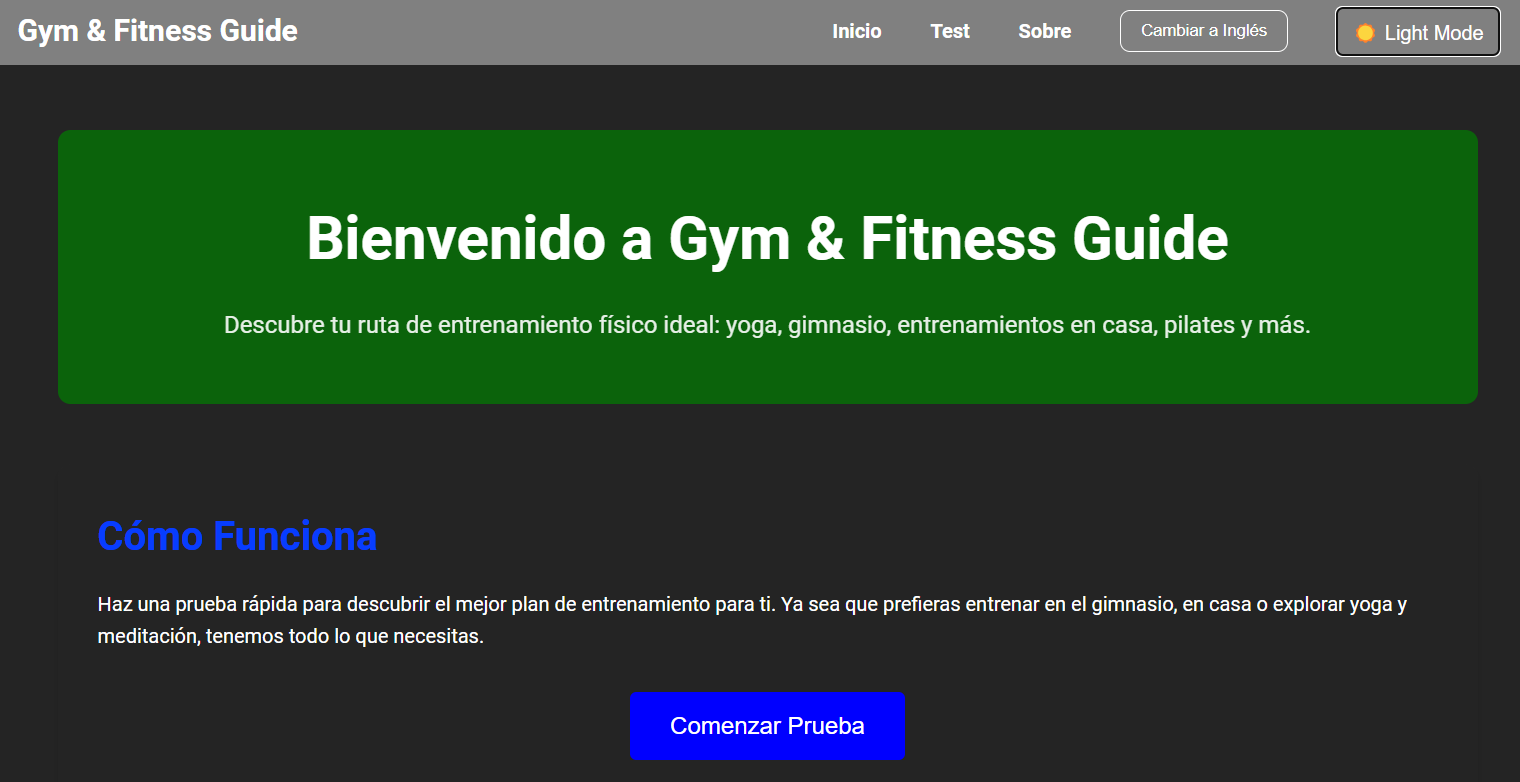 Gym & Fitness Guide
Inicio
Test
Sobre
Cambiar a Inglés
Light Mode
Bienvenido a Gym & Fitness Guide
Descubre tu ruta de entrenamiento físico ideal: yoga, gimnasio, entrenamientos en casa, pilates y más.
Cómo Funciona
Haz una prueba rápida para descubrir el mejor plan de entrenamiento para ti. Ya sea que prefieras entrenar en el gimnasio, en casa o explorar yoga y
meditación, tenemos todo lo que necesitas.
Comenzar Prueba